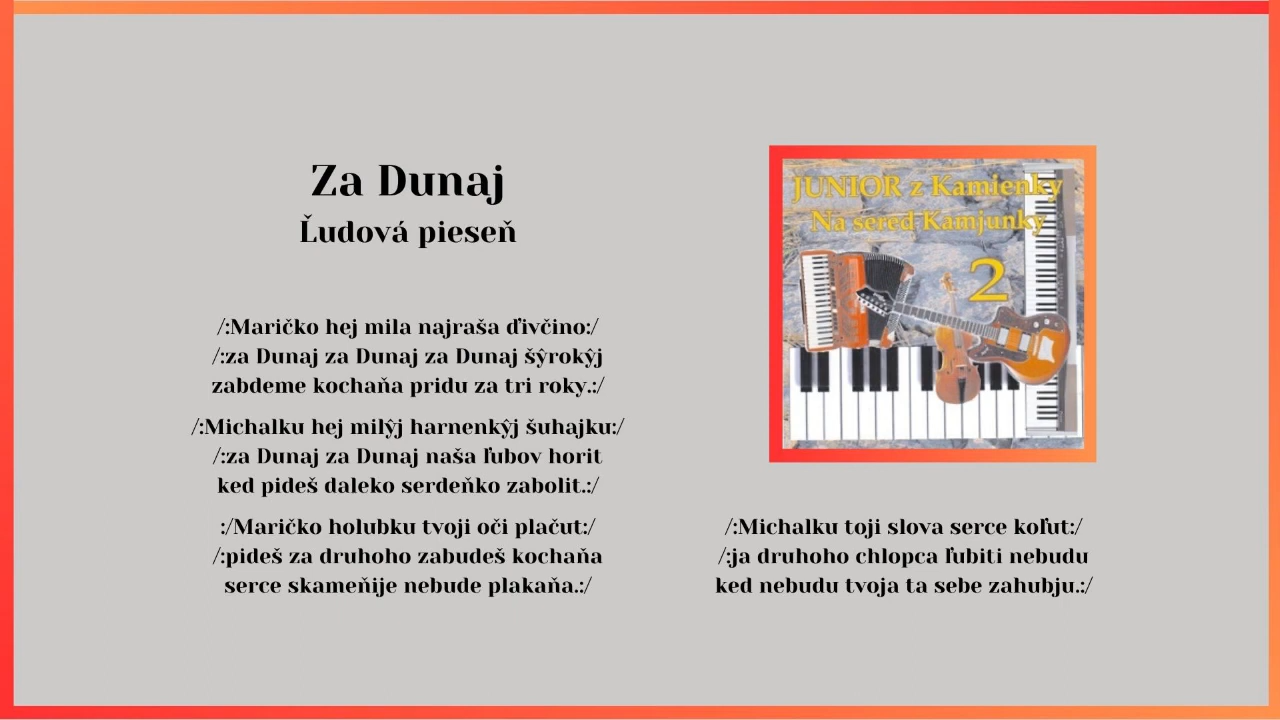 Za Dunaj
Ľudová pieseň
/:Maričko hej mila najraša ďivčino:/
/:za Dunaj za Dunaj za Dunaj šŷrokŷj
zabdeme kochaňa pridu za tri roky.:/
/:Michalku hej milŷj harnenkŷj šuhajku:/
/:za Dunaj za Dunaj naša ľubov horit
ked pideš daleko serdeňko zabolit.:/
:/Maričko holubku tvoji oči plačut:/
/:pideš za druhoho zabudeš kochaňa
serce skameňije nebude plakaňa.:/
JUNIOR z Kamienky
Na sered Kamjunky
2
/:Michalku toji slova serce koľut:/
/:ja druhoho chlopca ľubiti nebudu
ked nebudu tvoja ta sebe zahubju.:/